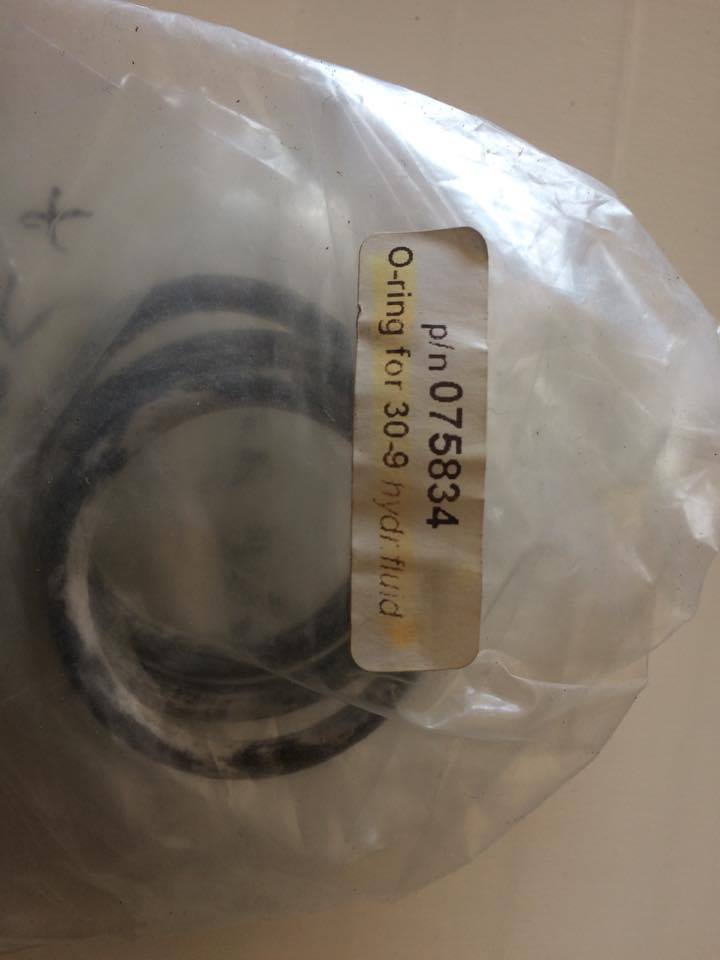 p/n 075834
O-ring for 30-9 hydr.fluid